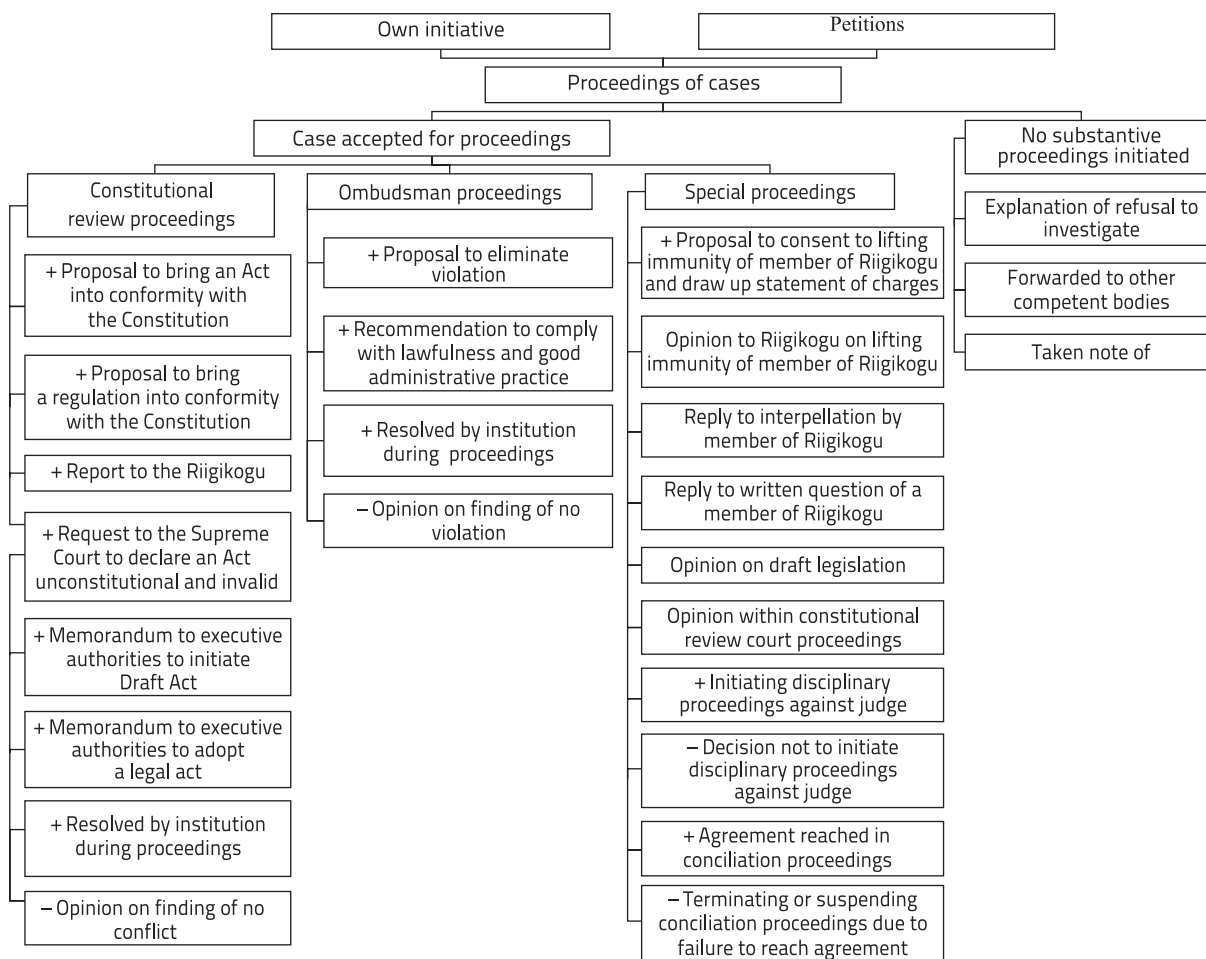 Own initiative
Petitions
Proceedings of cases
Case accepted for proceedings
No substantive
proceedings initiated
Explanation of refusal to
investigate
Forwarded to other
competent bodies
Taken note of
Constitutional
review proceedings
+ Proposal to bring an Act
into conformity with
the Constitution
+ Proposal to bring
a regulation into conformity
with the Constitution
+ Report to the Riigikogu
+ Request to the Supreme
Court to declare an Act
unconstitutional and invalid
+ Memorandum to executive
authorities to initiate
Draft Act
+ Memorandum to executive
authorities to adopt
a legal act
+ Resolved by institution
during proceedings
– Opinion on finding of no
conflict
Ombudsman proceedings
+ Proposal to eliminate
violation
+ Recommendation to comply
with lawfulness and good
administrative practice
+ Resolved by institution
during proceedings
– Opinion on finding of no
violation
Special proceedings
+ Proposal to consent to lifting
immunity of member of Riigikogu
and draw up statement of charges
Opinion to Riigikogu on lifting
immunity of member of Riigikogu
Reply to interpellation by
member of Riigikogu
Reply to written question of a
member of Riigikogu
Opinion on draft legislation
Opinion within constitutional
review court proceedings
+ Initiating disciplinary
proceedings against judge
– Decision not to initiate
disciplinary proceedings
against judge
+ Agreement reached in
conciliation proceedings
– Terminating or suspending
conciliation proceedings due to
failure to reach agreement